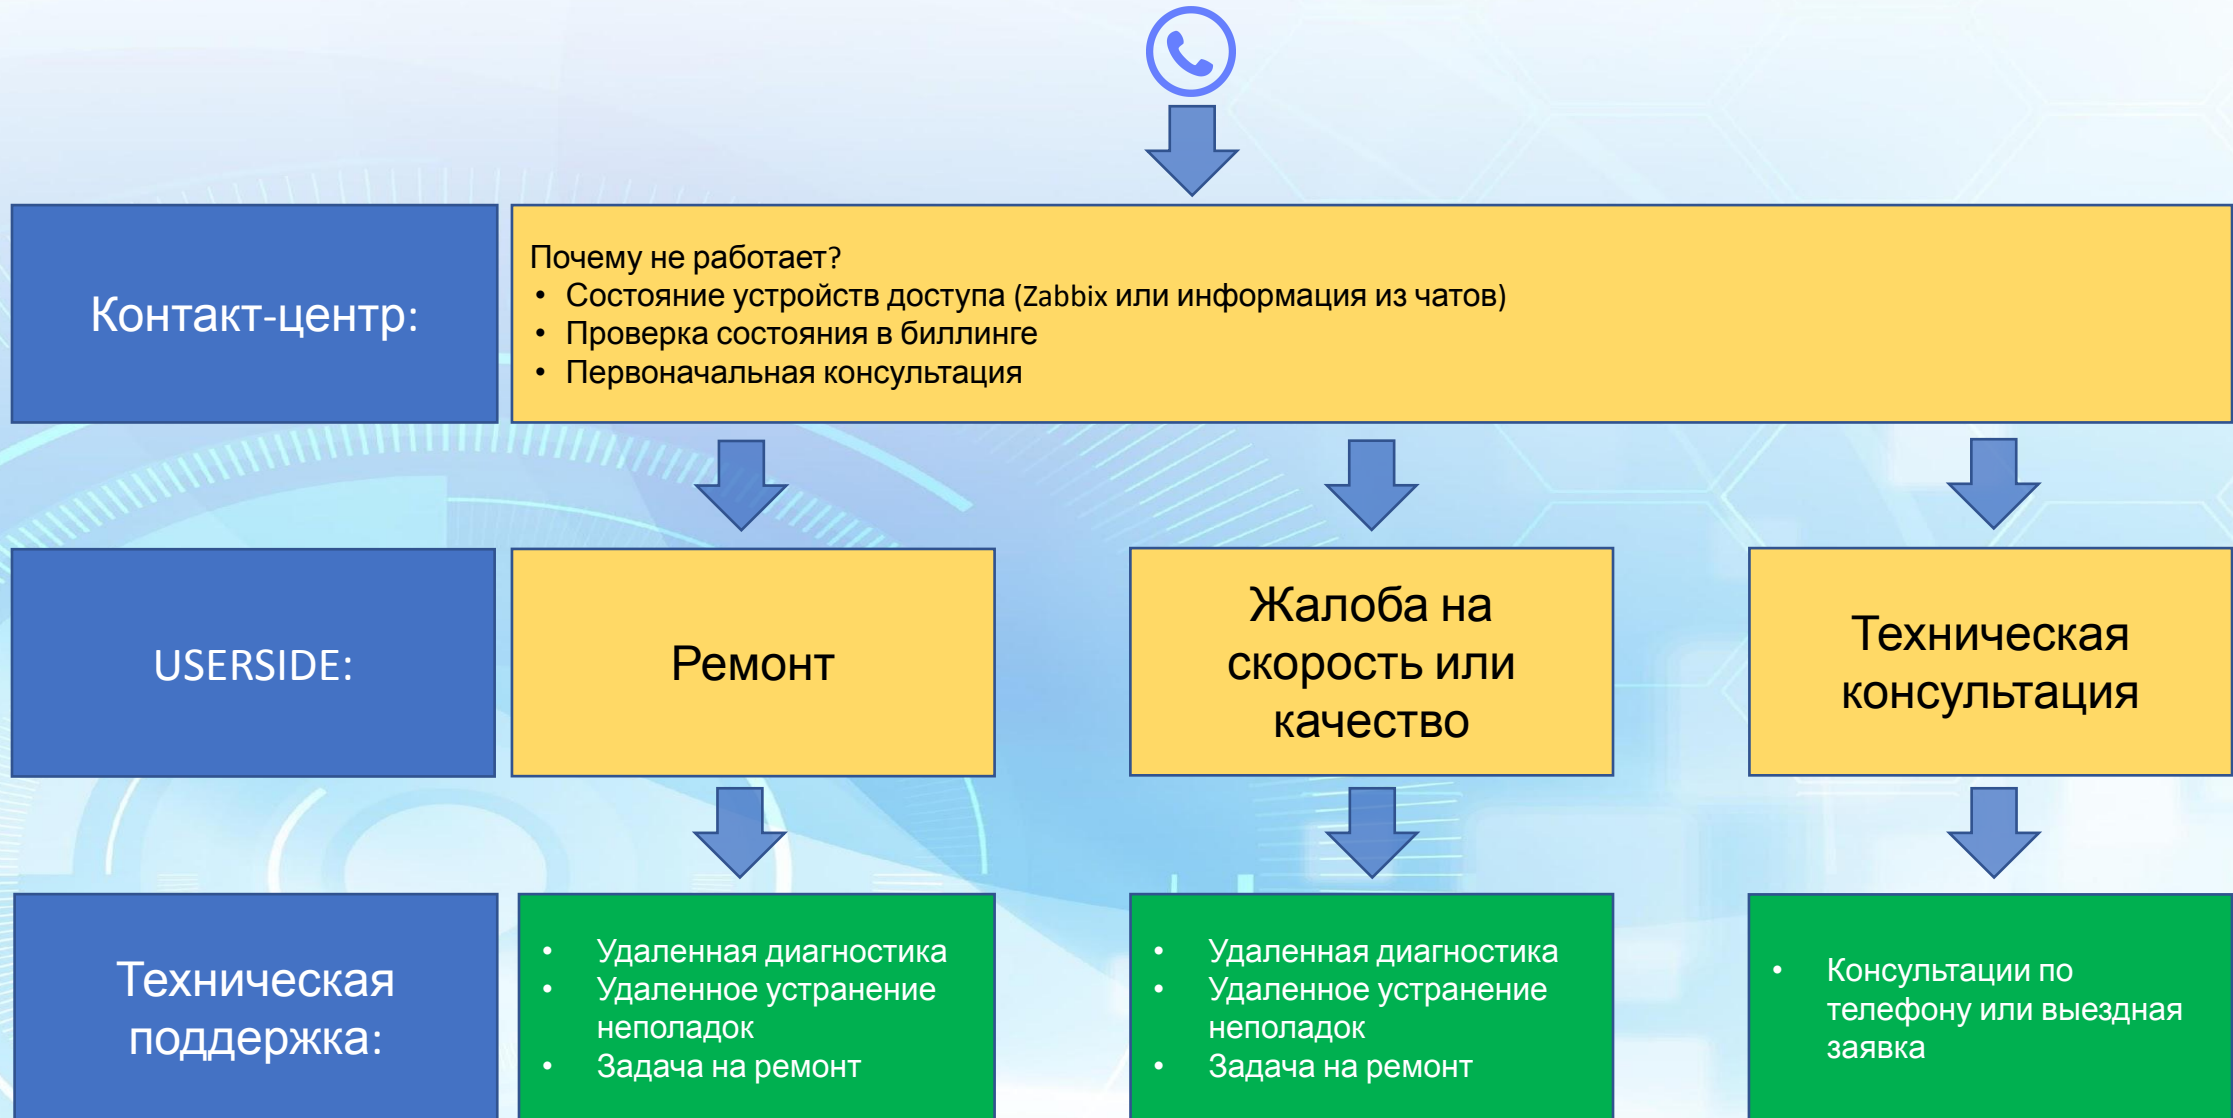 Контакт-центр:
Почему не работает?
• Состояние устройств доступа (Zabbix или информация из чатов)
• Проверка состояния в биллинге
• Первоначальная консультация
USERSIDE:
Ремонт
Жалоба на
скорость или
качество
Техническая
консультация
Техническая
поддержка:
• Удаленная диагностика
• Удаленное устранение
неполадок
• Задача на ремонт
• Удаленная диагностика
• Удаленное устранение
неполадок
• Задача на ремонт
• Консультации по
телефону или выездная
заявка